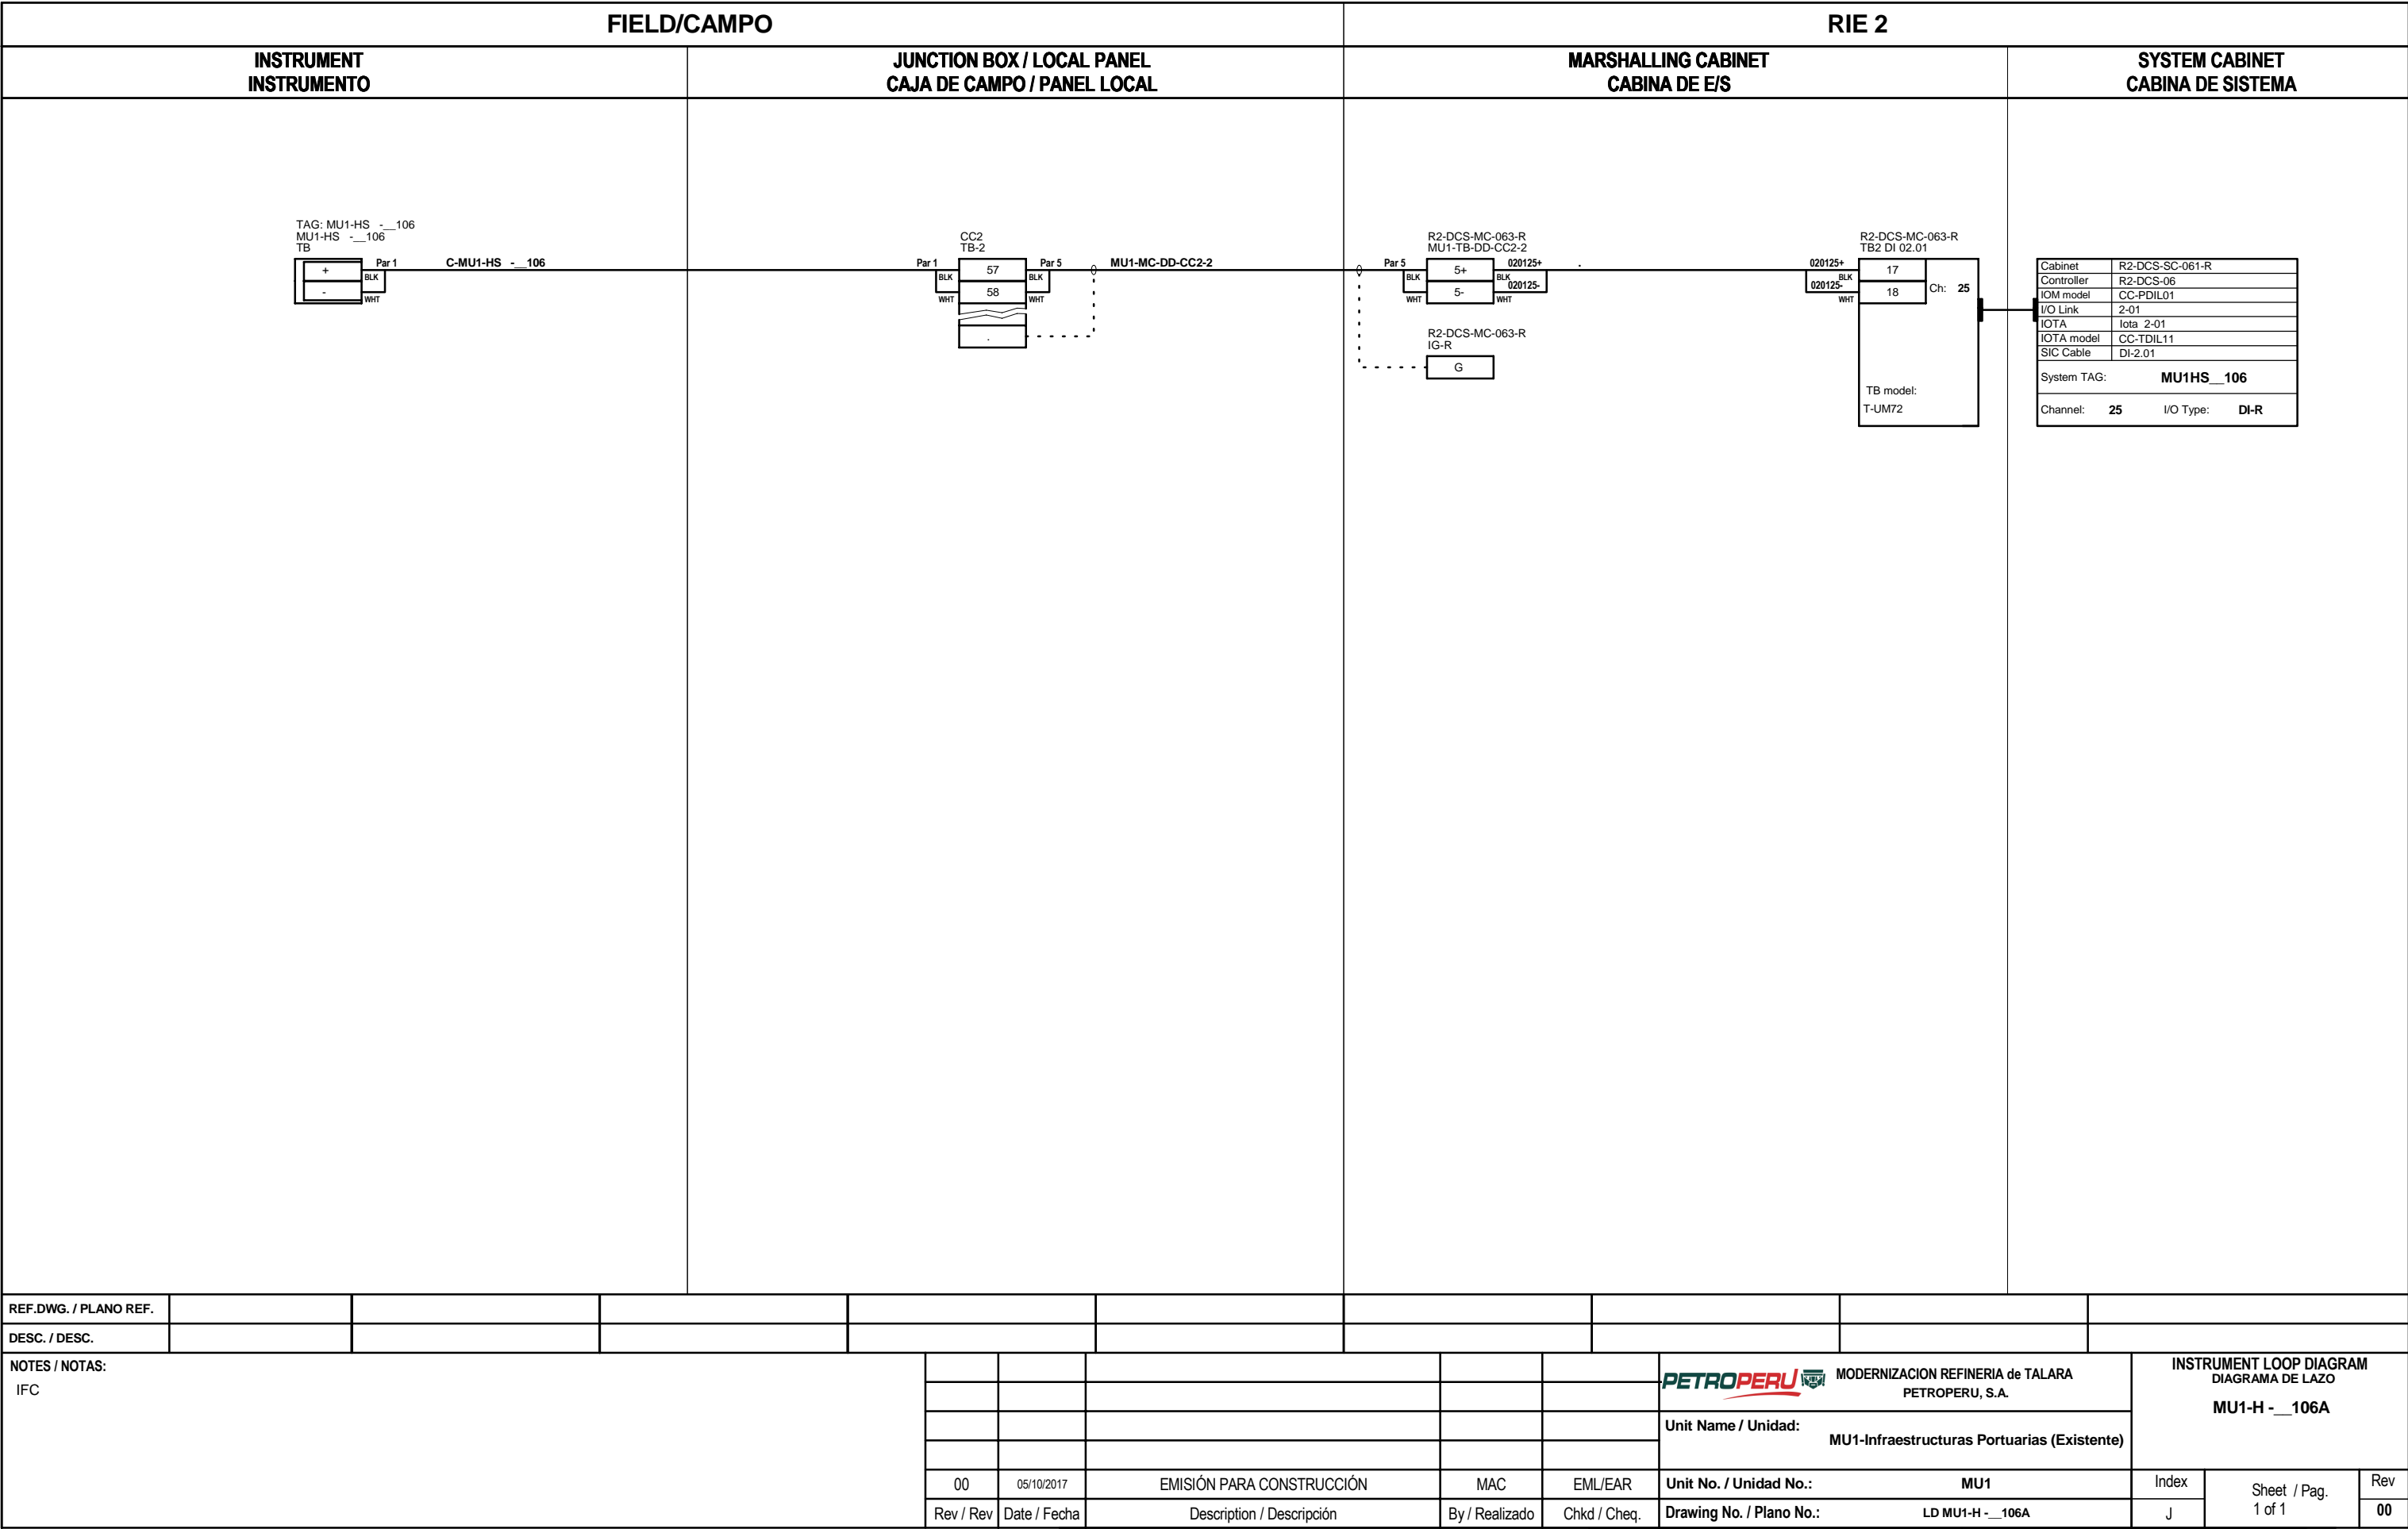 FIELD/CAMPO
RIE 2
INSTRUMENT
INSTRUMENTO
JUNCTION BOX / LOCAL PANEL
CAJA DE CAMPO / PANEL LOCAL
MARSHALLING CABINET
CABINA DE E/S
SYSTEM CABINET
CABINA DE SISTEMA
TAG: MU1-HS -__106
MU1-HS -__106
TB
+
-
Par 1
BLK
WHT
C-MU1-HS -__106
CC2
TB-2
Par 1
BLK
WHT
57
58
.
Par 5
BLK
WHT
MU1-MC-DD-CC2-2
R2-DCS-MC-063-R
MU1-TB-DD-CC2-2
Par 5
BLK
WHT
5+
5-
020125+
BLK
020125-
WHT
.
R2-DCS-MC-063-R
IG-R
G
R2-DCS-MC-063-R
TB2 DI 02.01
020125+
BLK
020125-
WHT
17
18
Ch: 25
TB model:
T-UM72
Cabinet R2-DCS-SC-061-R
Controller R2-DCS-06
IOM model CC-PDIL01
I/O Link 2-01
IOTA Iota 2-01
IOTA model CC-TDIL11
SIC Cable DI-2.01
System TAG: MU1HS__106
Channel: 25 I/O Type: DI-R
REF.DWG. / PLANO REF.
DESC. / DESC.
NOTES / NOTAS:
IFC
00 05/10/2017 EMISIÓN PARA CONSTRUCCIÓN MAC EML/EAR
Rev / Rev Date / Fecha Description / Descripción By / Realizado Chkd / Cheq.
PETROPERU
MODERNIZACION REFINERIA de TALARA
PETROPERU, S.A.
Unit Name / Unidad:
MU1-Infraestructuras Portuarias (Existente)
Unit No. / Unidad No.: MU1
Drawing No. / Plano No.: LD MU1-H -__106A
INSTRUMENT LOOP DIAGRAM
DIAGRAMA DE LAZO
MU1-H -__106A
Index
J
Sheet / Pag.
1 of 1
Rev
00